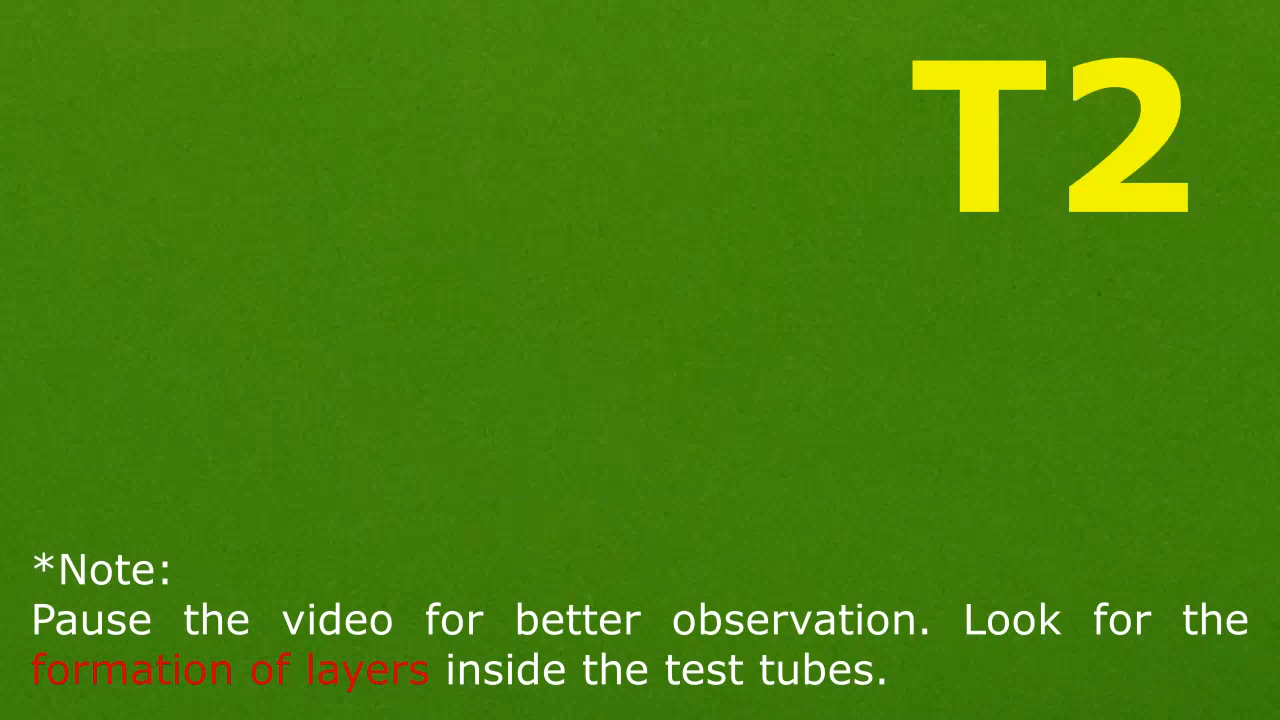 T2
*Note:
Pause the video for better observation. Look for the
formation of layers inside the test tubes.